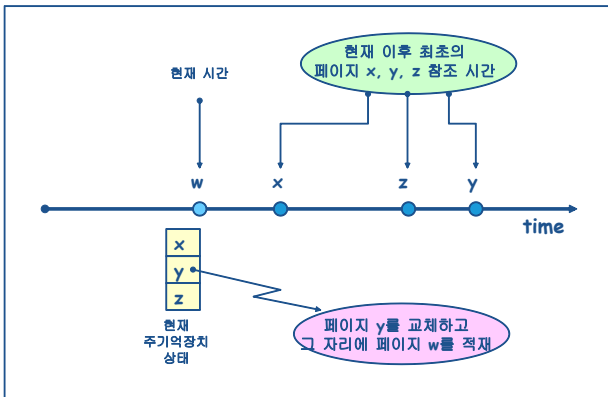 현재 이후 최초의
페이지 x, y, z 참조 시간
현재 시간
w
x
z
y
time
x
y
z
현재
주기억장치
상태
페이지 y를 교체하고
그 자리에 페이지 w를 적재